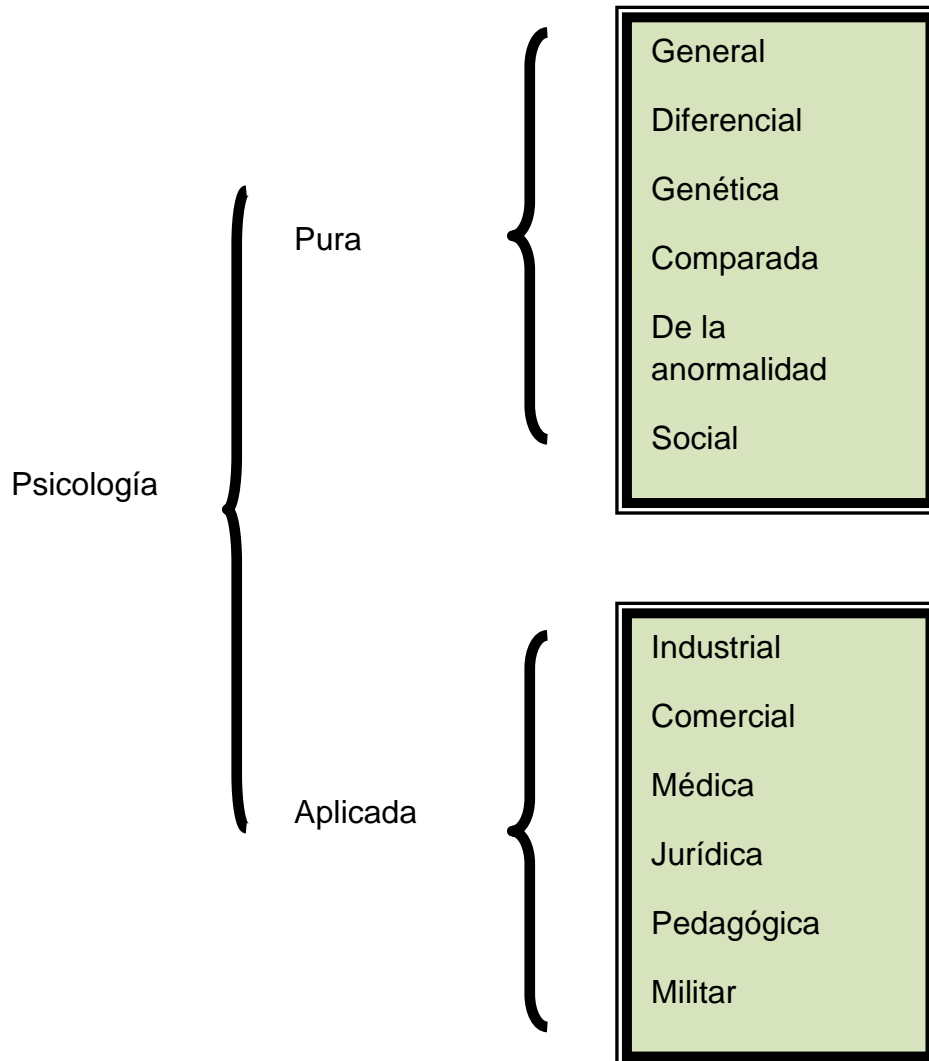 Psicología
Pura
General
Diferencial
Genética
Comparada
De la
anormalidad
Social
Aplicada
Industrial
Comercial
Médica
Jurídica
Pedagógica
Militar